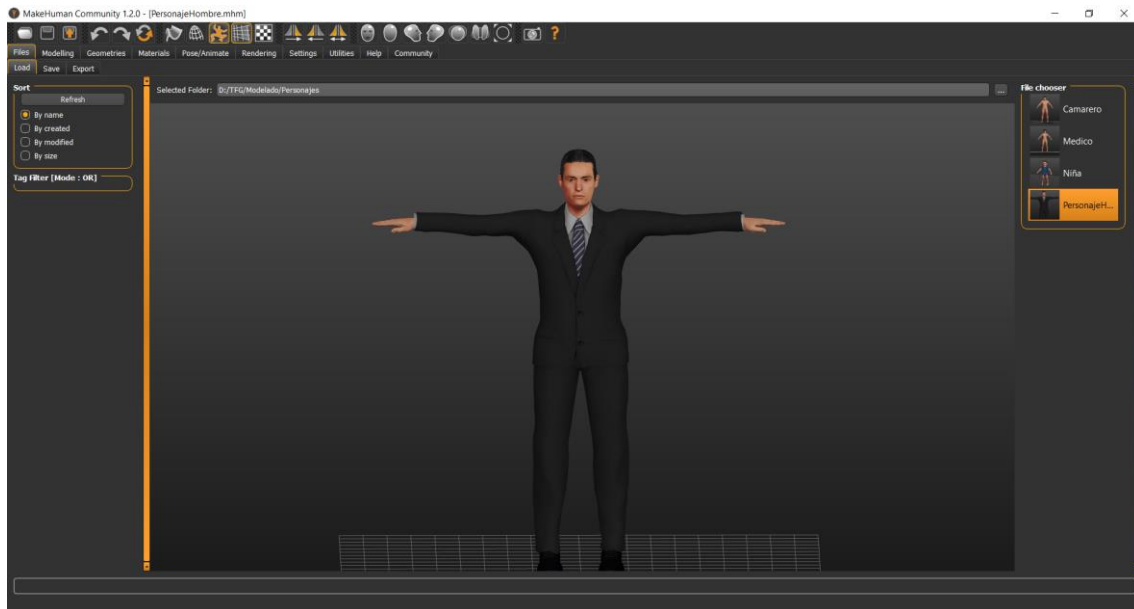 MakeHuman Community 1.2.0 - [PersonajeHombre.mhm]
Files Modelling Geometries Materials Pose/Animate Rendering Settings Utilities Help Community
Load Save Export
Sort
Refresh
By name
By created
By modified
By size
Tag Filter [Mode : OR]
Selected Folder: D:/TFG/Modelado/Personajes
...
File chooser
Camarero
Medico
Niña
PersonajeH...